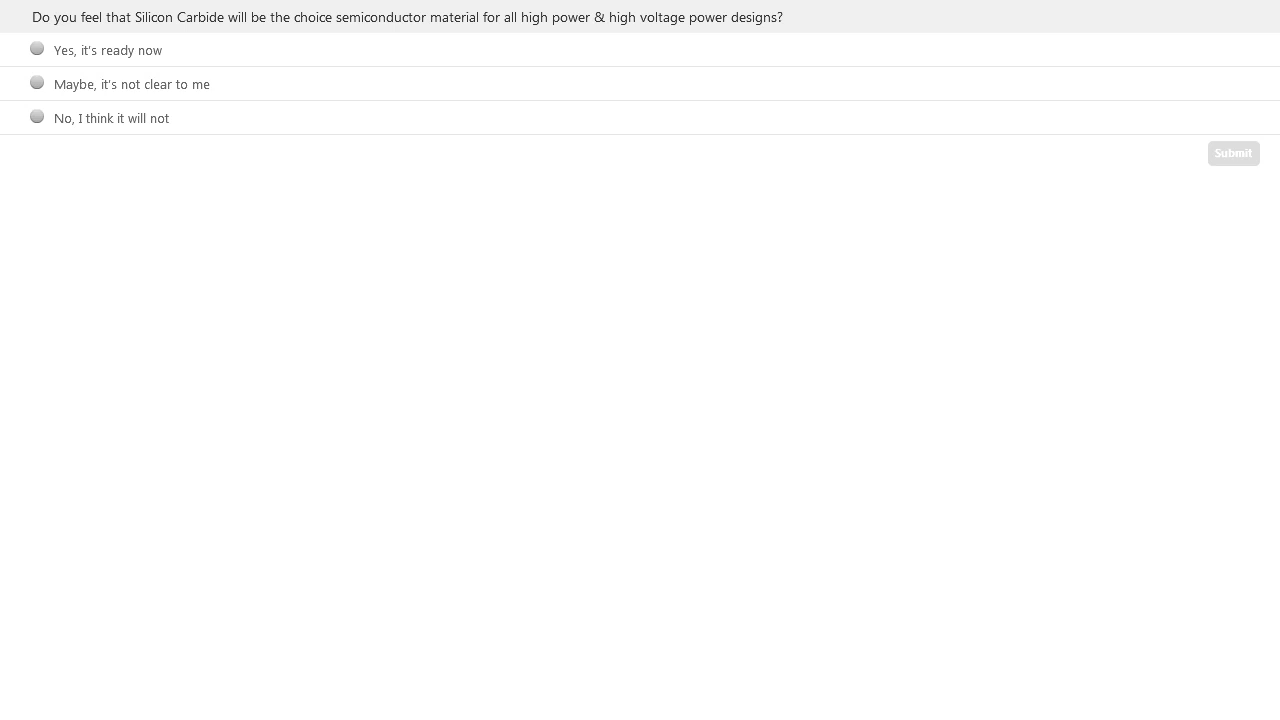 Do you feel that Silicon Carbide will be the choice semiconductor material for all high power & high voltage power designs?
Yes, it's ready now
Maybe, it's not clear to me
No, I think it will not
Submit